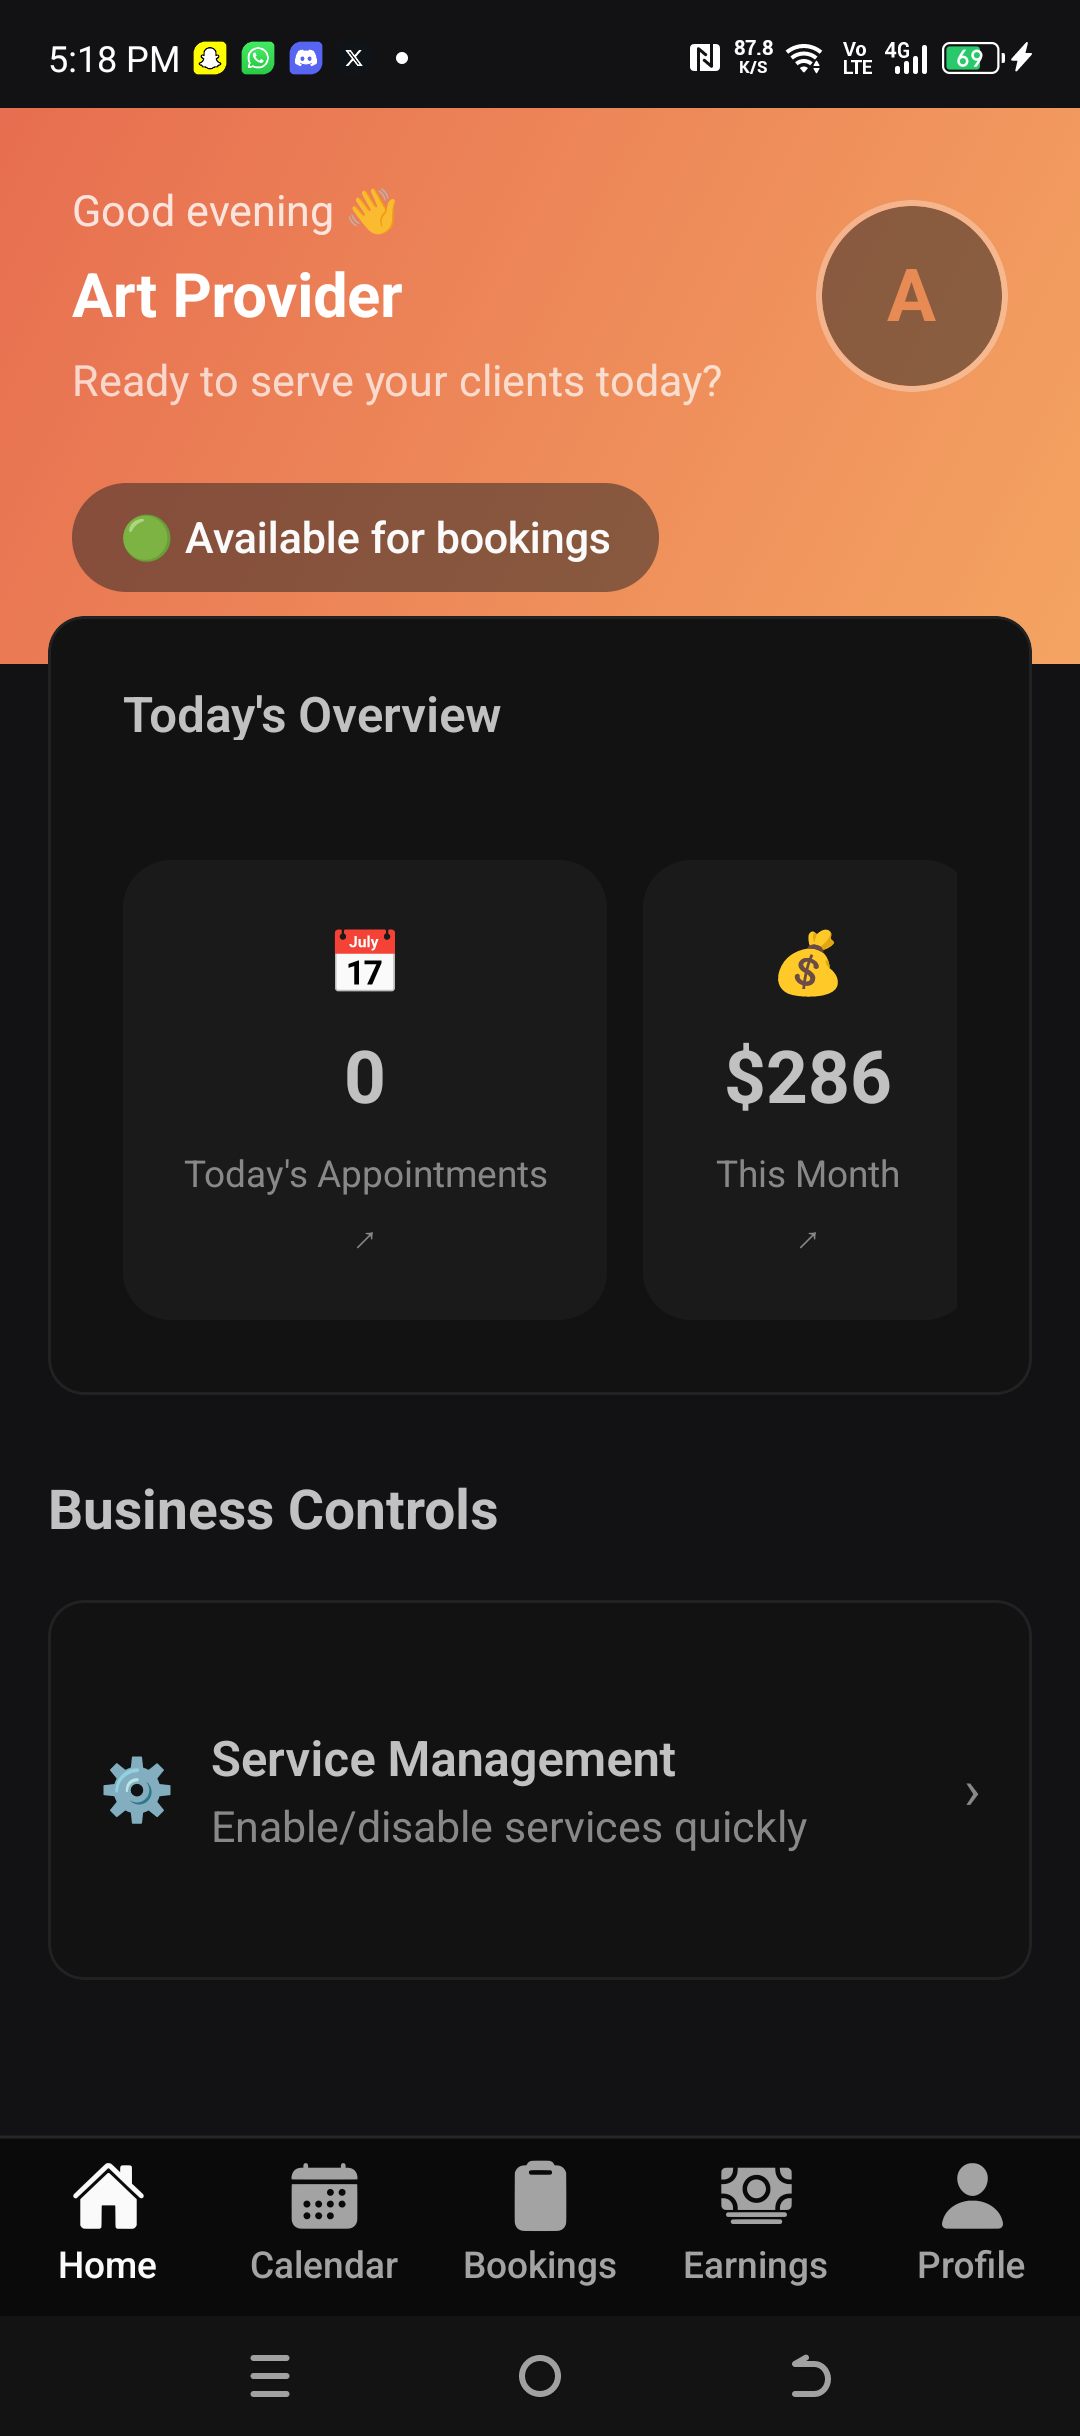 5:18 PM
87.8
K/S
Vo
LTE
4G
69
Good evening 👋
Art Provider
A
Ready to serve your clients today?
🟢 Available for bookings
Today's Overview
July
17
0
Today's Appointments
↗
$
$286
This Month
↗
Business Controls
Service Management
Enable/disable services quickly
›
Home
Calendar
Bookings
Earnings
Profile